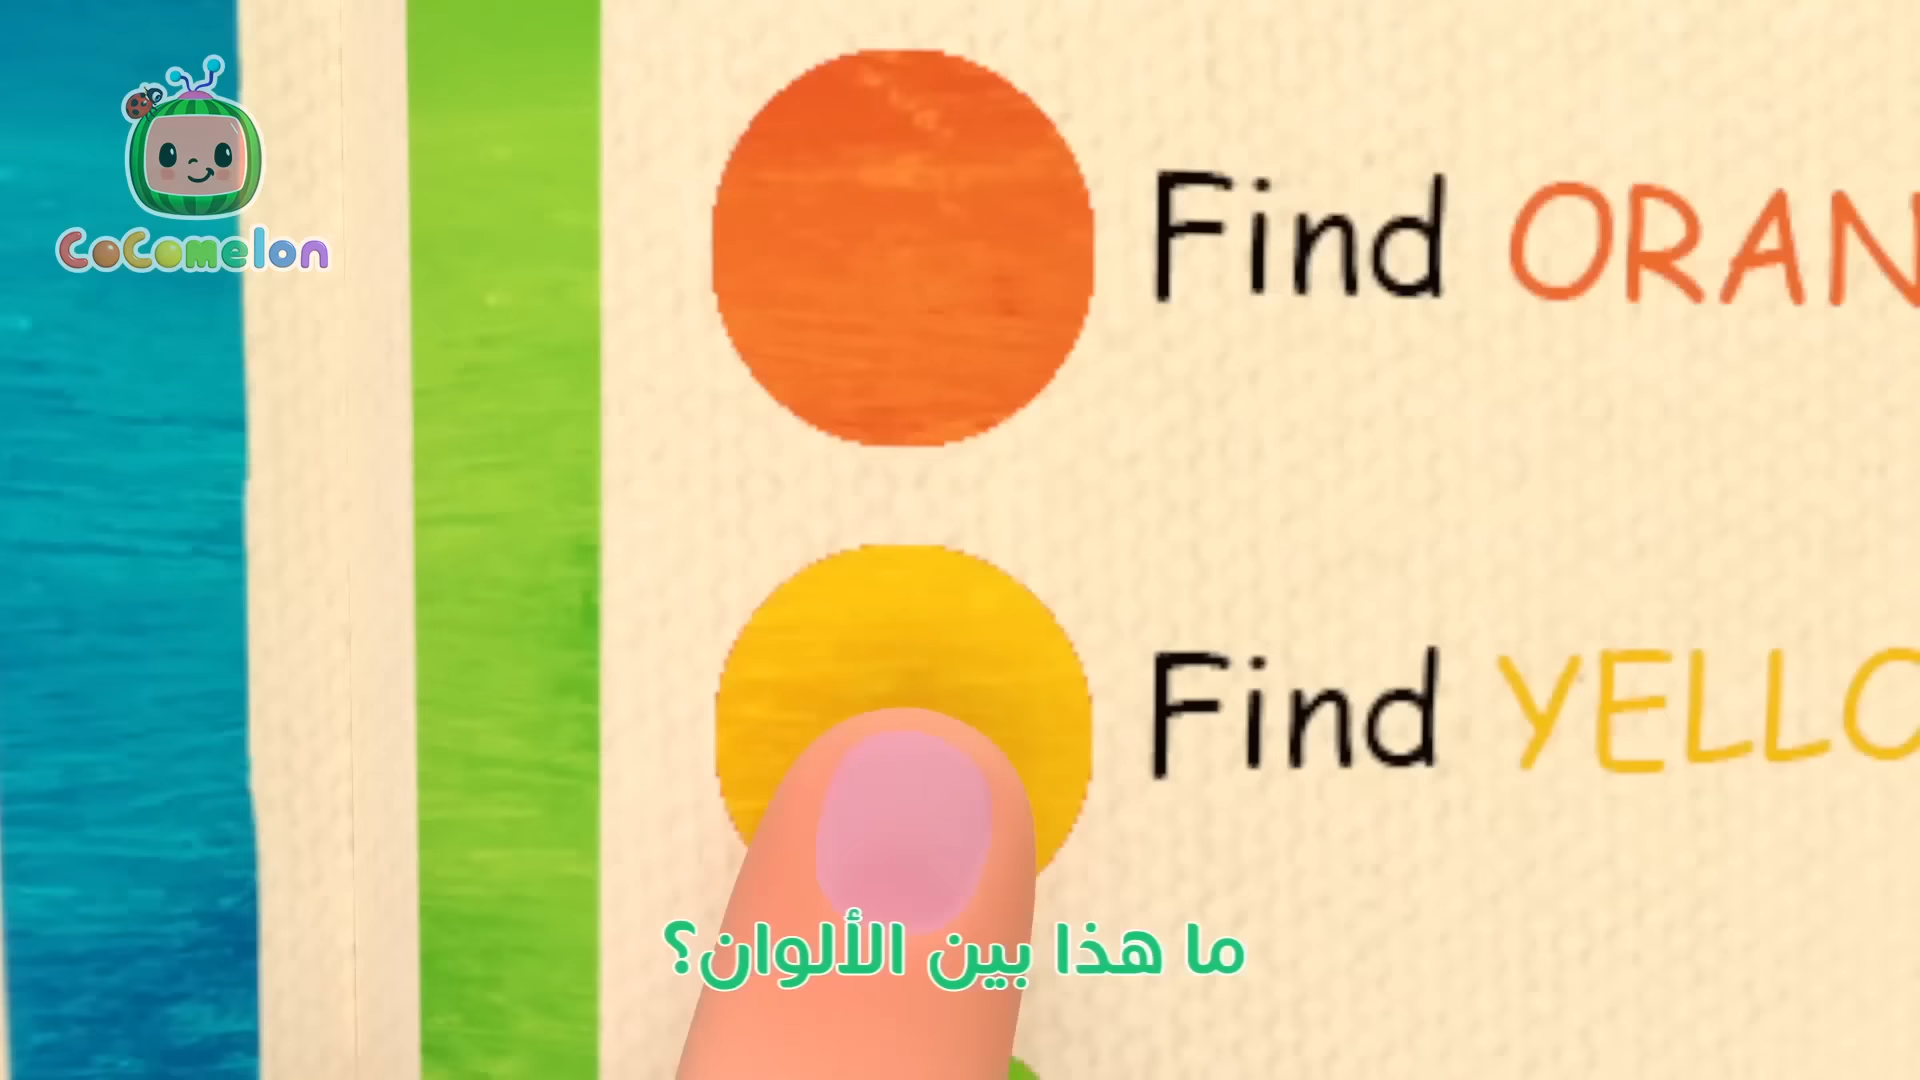 CoComelon
Find ORAN
Find YELLO
ما هذا بين الألوان؟